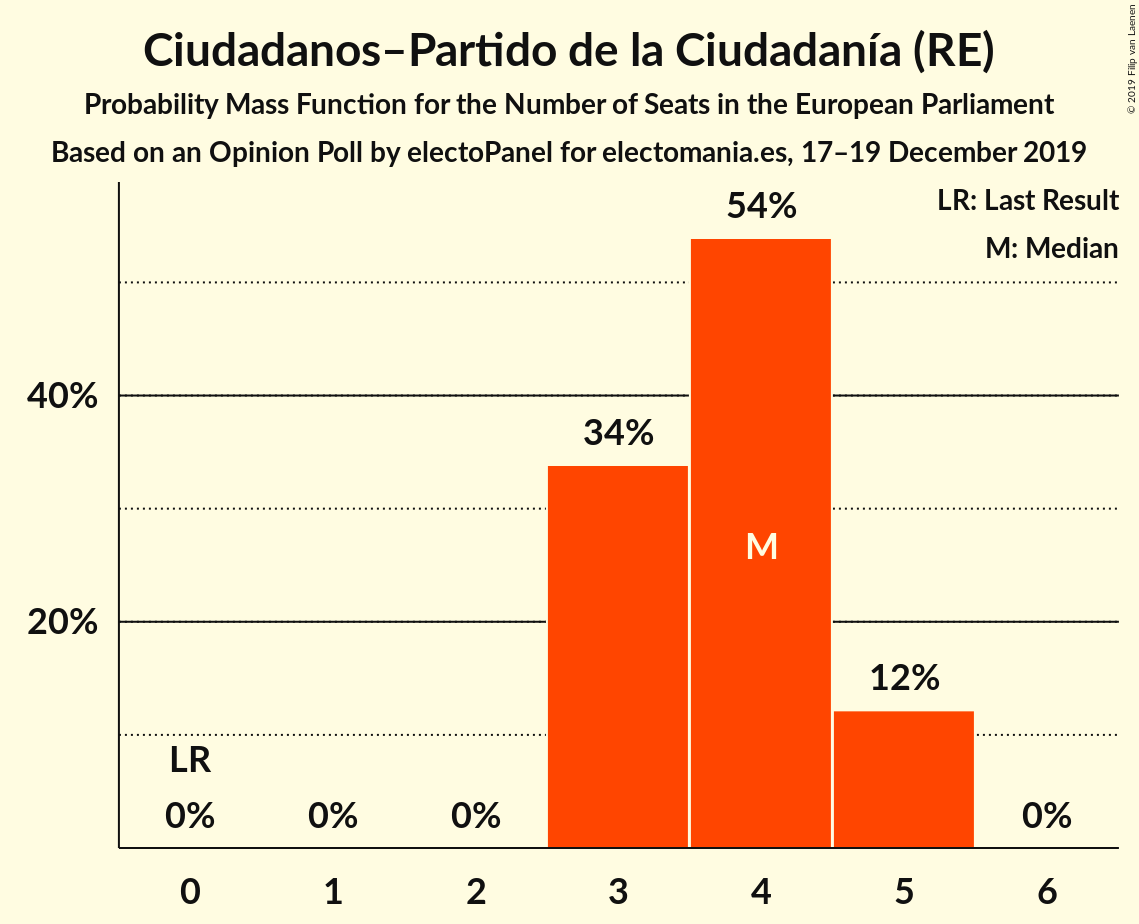 Ciudadanos–Partido de la Ciudadanía (RE)
Probability Mass Function for the Number of Seats in the European Parliament
Based on an Opinion Poll by electoPanel for electomania.es, 17–19 December 2019
© 2019 Filip van Laenen
LR: Last Result
M: Median
54%
40%
34%
M
20%
12%
LR
0% 0% 0% 0%
0 1 2 3 4 5 6